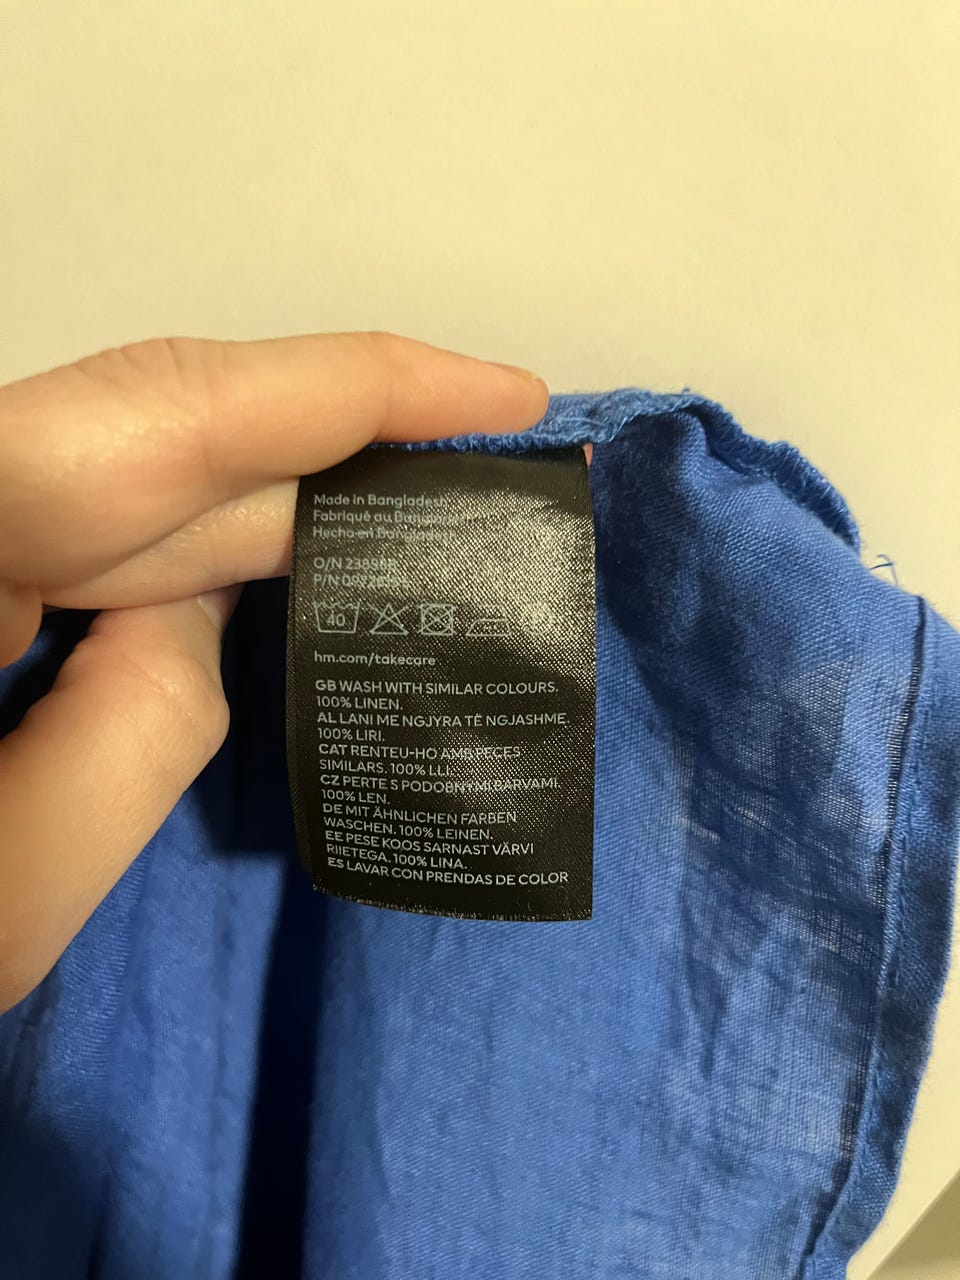 Made in Bangladesh
Fabriqué au
Hecho en Bangladesh
O/N
P/N
40
hm.com/takecare
GB WASH WITH SIMILAR COLOURS.
100% LINEN.
AL LANI ME NGJYRA TË NGJASHME.
100% LIRI.
CAT RENTEU-HO AMB PECES
SIMILARS. 100% LLI.
CZ PERTE S PODOBNÝMI BARVAMI.
100% LEN.
DE MIT ÄHNLICHEN FARBEN
WASCHEN. 100% LEINEN.
EE PESE KOOS SARNAST VÄRVI
RIIETEGA. 100% LINA.
ES LAVAR CON PRENDAS DE COLOR